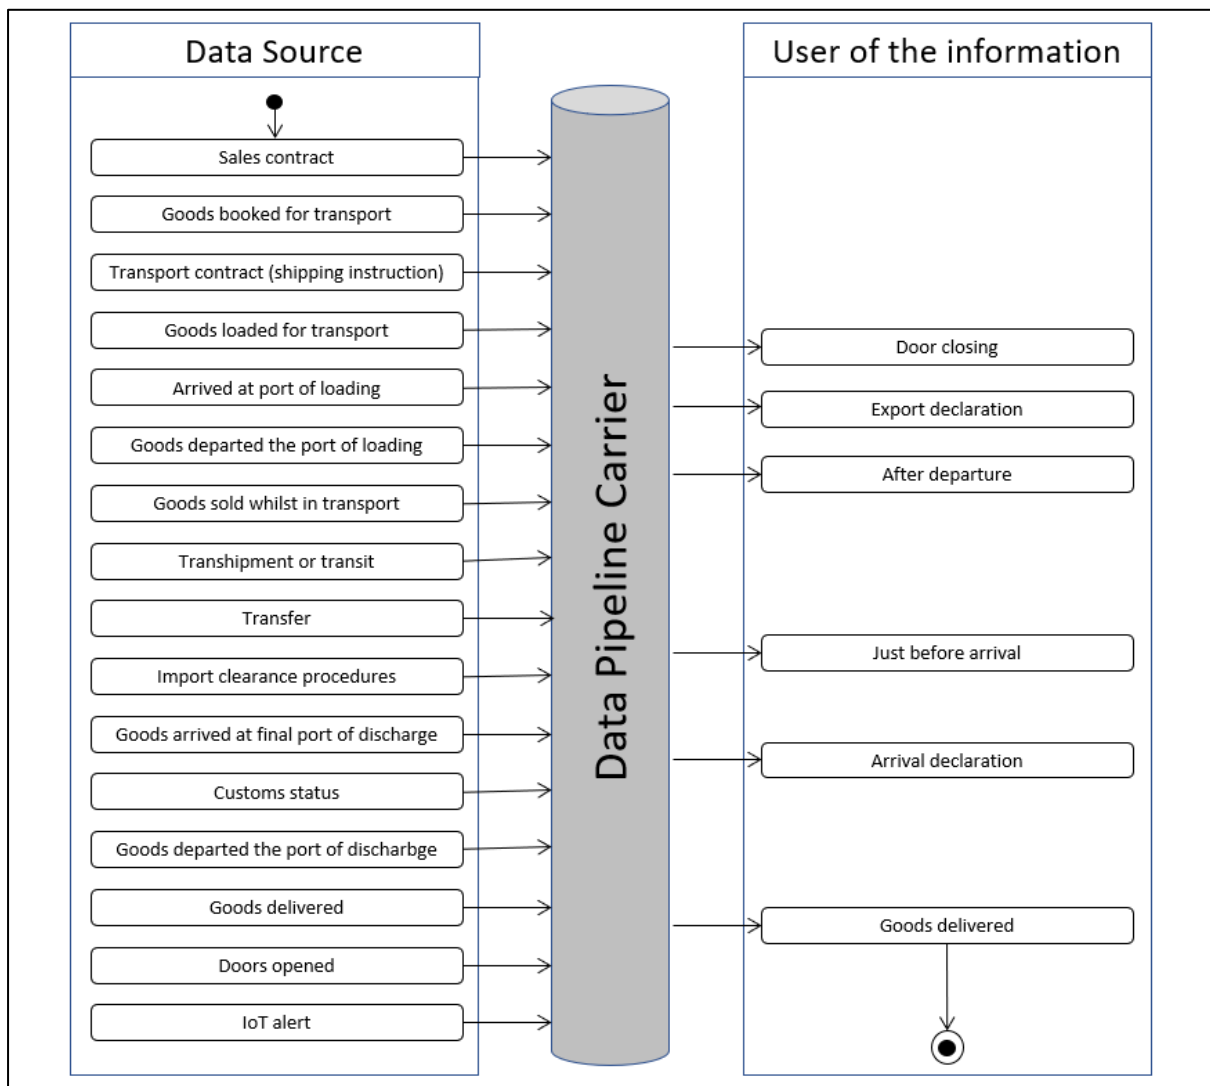 Data Source
User of the information
Sales contract
Goods booked for transport
Transport contract (shipping instruction)
Goods loaded for transport
Arrived at port of loading
Goods departed the port of loading
Goods sold whilst in transport
Transhipment or transit
Transfer
Import clearance procedures
Goods arrived at final port of discharge
Customs status
Goods departed the port of discharbge
Goods delivered
Doors opened
IoT alert
Data Pipeline Carrier
Door closing
Export declaration
After departure
Just before arrival
Arrival declaration
Goods delivered